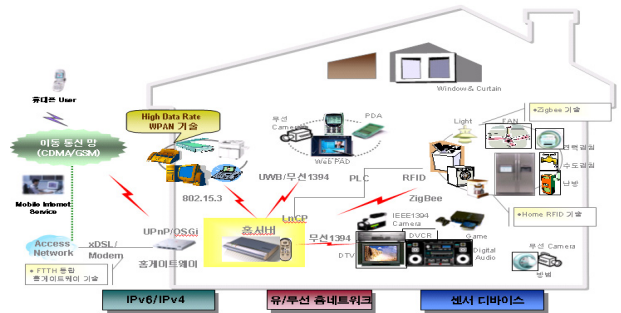 휴대폰 User
이동 통신 망
(CDMA/GSM)
Mobile Internet
Service
Access
Network
xDSL/
Modem
UPnP/OSGi
홈게이트웨이
• FTTH 통합
홈게이트웨이 기술
High Data Rate
WPAN 기술
802.15.3
UWB/무선1394
무선
Camera
PDA
Web PAD
PLC
RFID
ZigBee
LnCP
홈서버
무선1394
IEEE1394
Camera
DVCR
DTV
Game
Digital
Audio
Window & Curtain
Light
FAN
•Zigbee 기술
전력검침
수도검침
난방
•Home RFID 기술
무선 Camera
방범
IPv6/IPv4
유/무선 홈네트워크
센서 디바이스